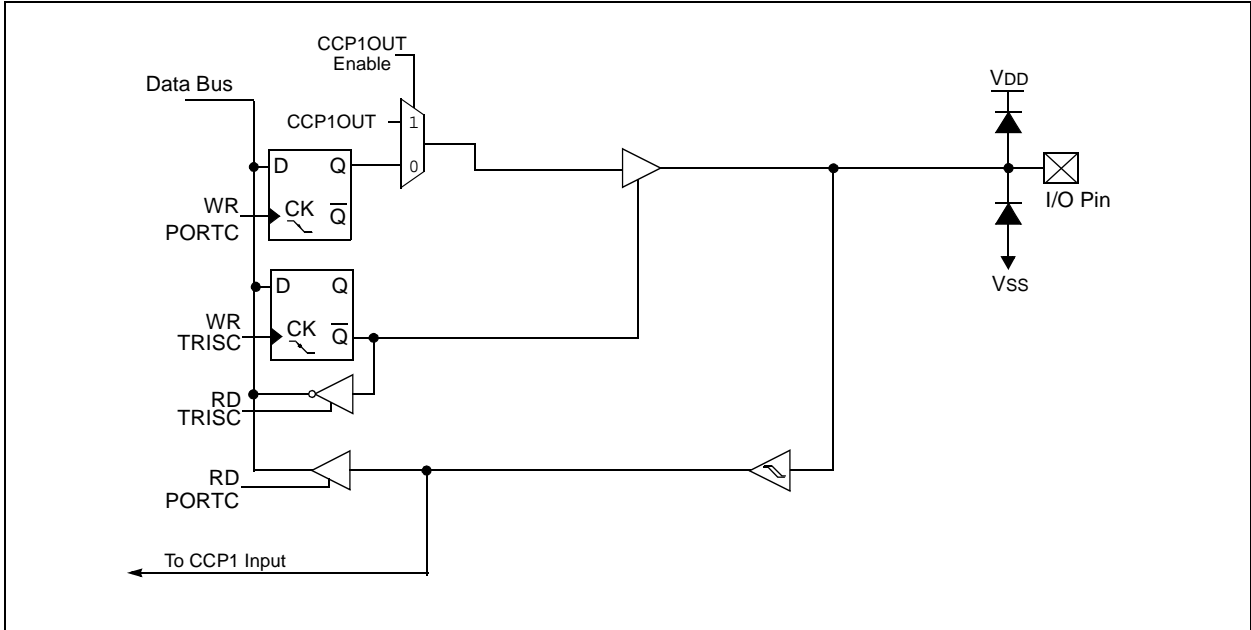 CCP1OUT
Enable
Data Bus
VDD
CCP1OUT
1
0
D Q
CK Q̅
WR
PORTC
I/O Pin
VSS
D Q
CK Q̅
WR
TRISC
RD
TRISC
RD
PORTC
To CCP1 Input